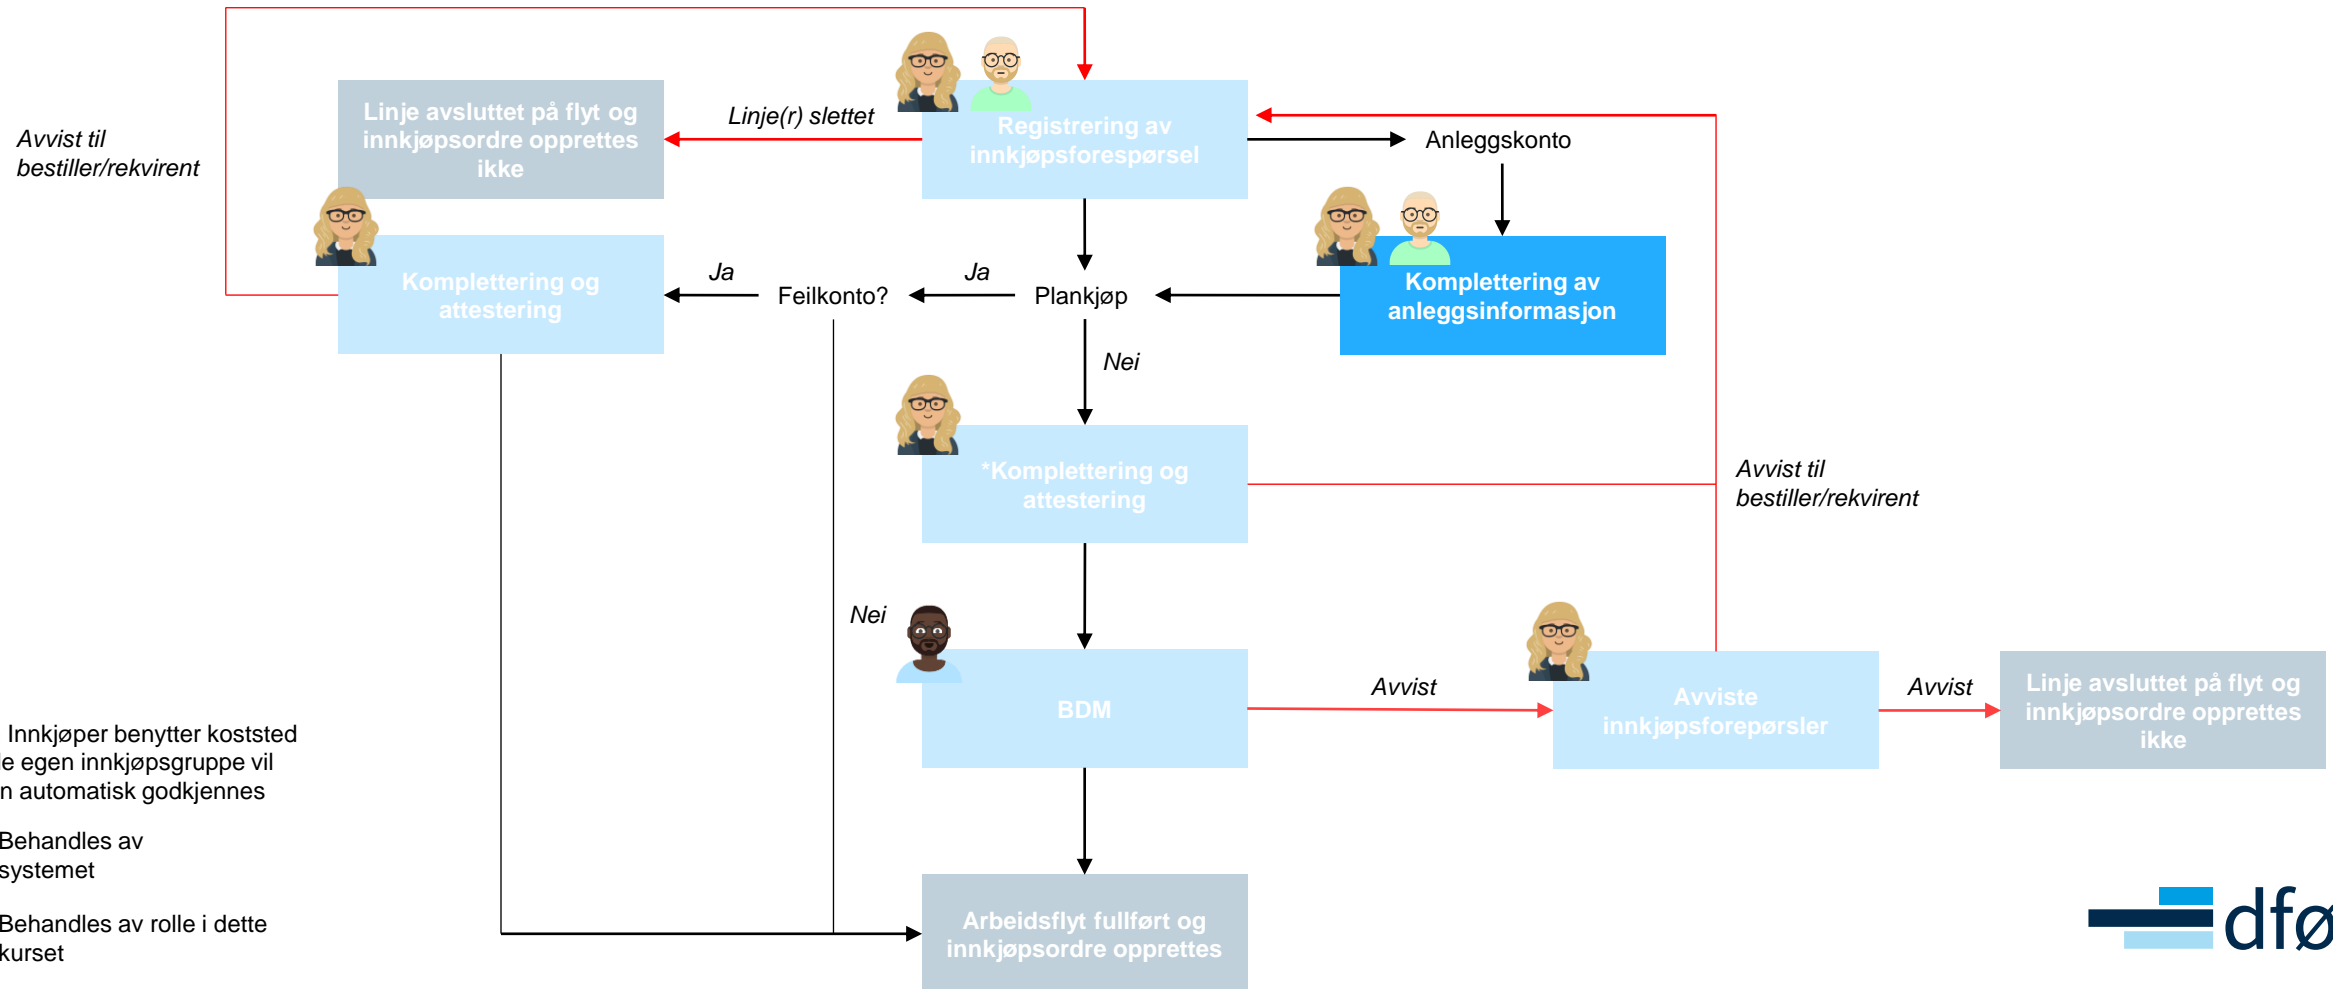 Linje avsluttet på flyt og
innkjøpsordre opprettes
ikke
Linje(r) slettet
Registrering av
innkjøpsforespørsel
Anleggskonto
Avvist til
bestiller/rekvirent
Komplettering og
attestering
Ja
Feilkonto?
Ja
Plankjøp
Komplettering av
anleggsinformasjon
Nei
*Komplettering og
attestering
Avvist til
bestiller/rekvirent
Nei
BDM
Avvist
Avviste
innkjøpsforepørsler
Avvist
Linje avsluttet på flyt og
innkjøpsordre opprettes
ikke
Innkjøper benytter koststed
egen innkjøpsgruppe vil
automatisk godkjennes
Behandles av
systemet
Behandles av rolle i dette
kurset
Arbeidsflyt fullført og
innkjøpsordre opprettes
dfø